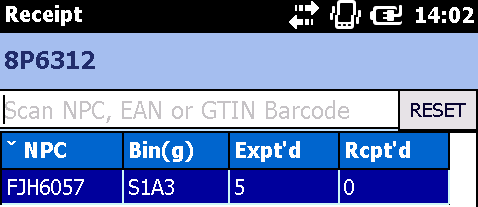 Receipt 14:02
8P6312
Scan NPC, EAN or GTIN Barcode RESET
ˇ NPC Bin(g) Expt'd Rcpt'd
FJH6057 S1A3 5 0